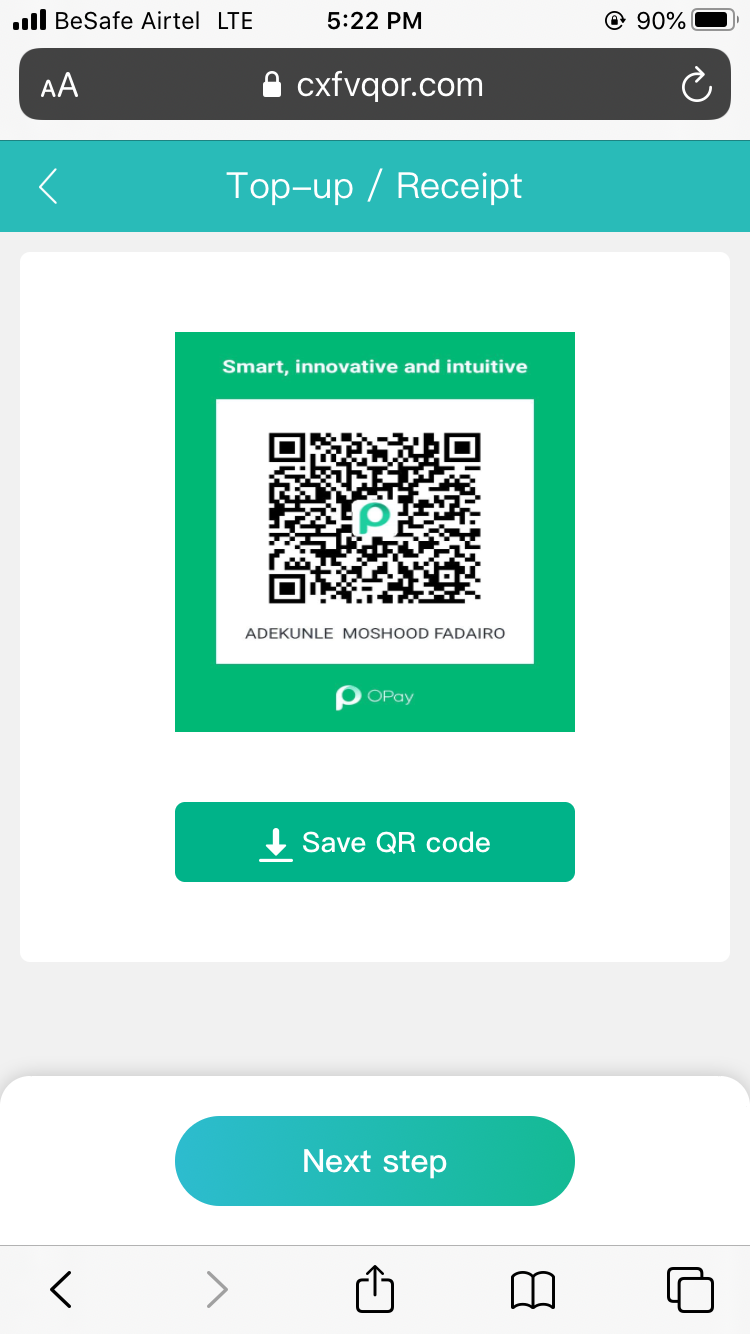 BeSafe Airtel LTE 5:22 PM 90%
AA cxfvqor.com
Top-up / Receipt
Smart, innovative and intuitive
ADEKUNLE MOSHOOD FADAIRO
OPay
Save QR code
Next step